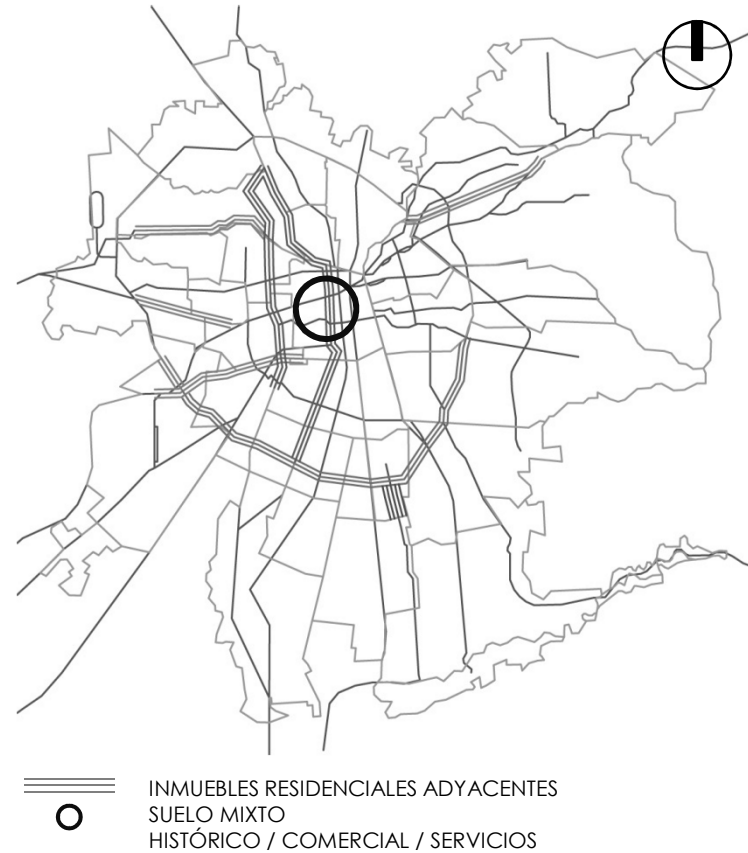 INMUEBLES RESIDENCIALES ADYACENTES
SUELO MIXTO
HISTÓRICO / COMERCIAL / SERVICIOS